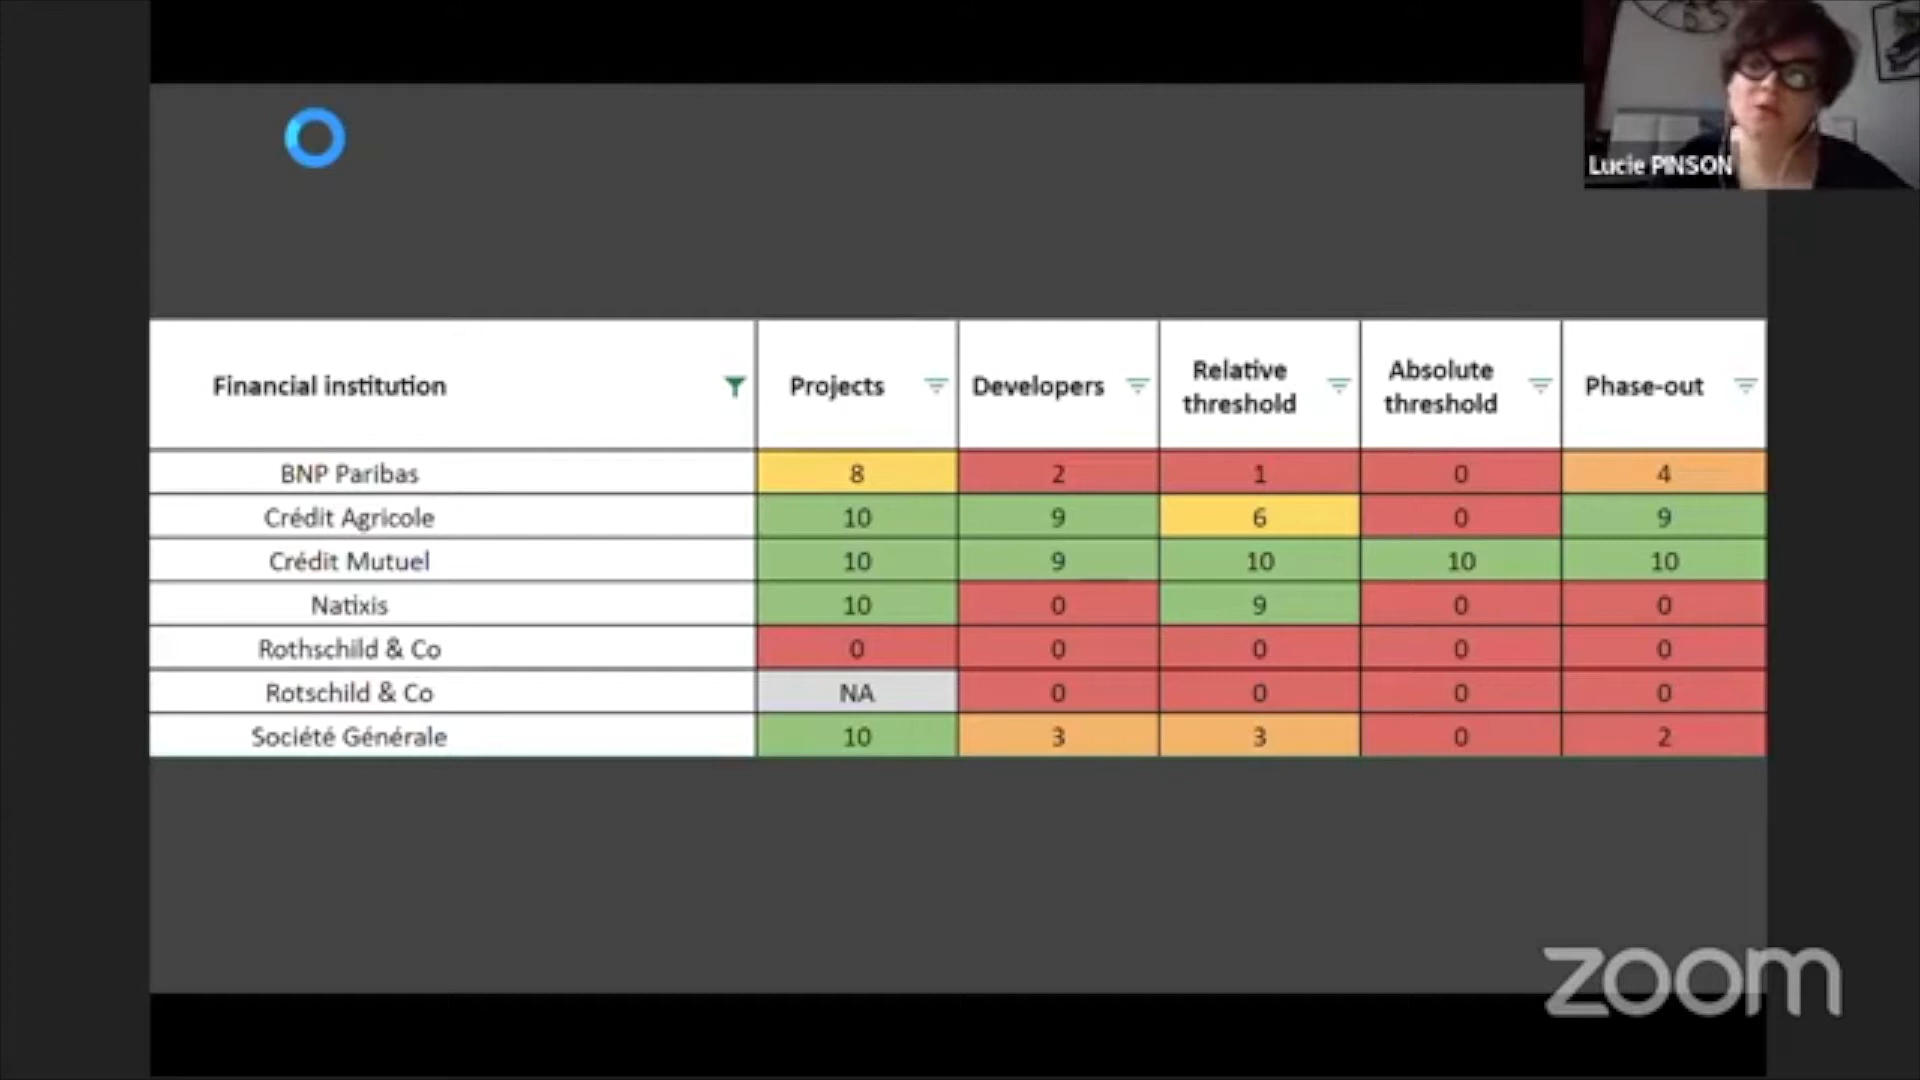 Lucie PINSON
Financial institution Projects Developers Relative threshold Absolute threshold Phase-out
BNP Paribas 8 2 1 0 4
Crédit Agricole 10 9 6 0 9
Crédit Mutuel 10 9 10 10 10
Natixis 10 0 9 0 0
Rothschild & Co 0 0 0 0 0
Rotschild & Co NA 0 0 0 0
Société Générale 10 3 3 0 2
zoom